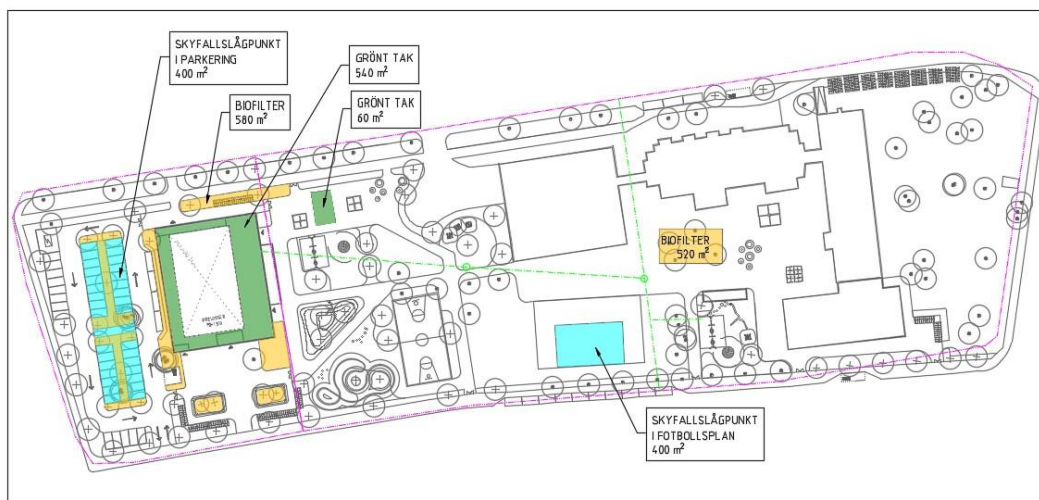 SKYFALLSLÅGPUNKT
I PARKERING
400 m²
GRÖNT TAK
540 m²
BIOFILTER
580 m²
GRÖNT TAK
60 m²
BIOFILTER
520 m²
SKYFALLSLÅGPUNKT
I FOTBOLLSPLAN
400 m²